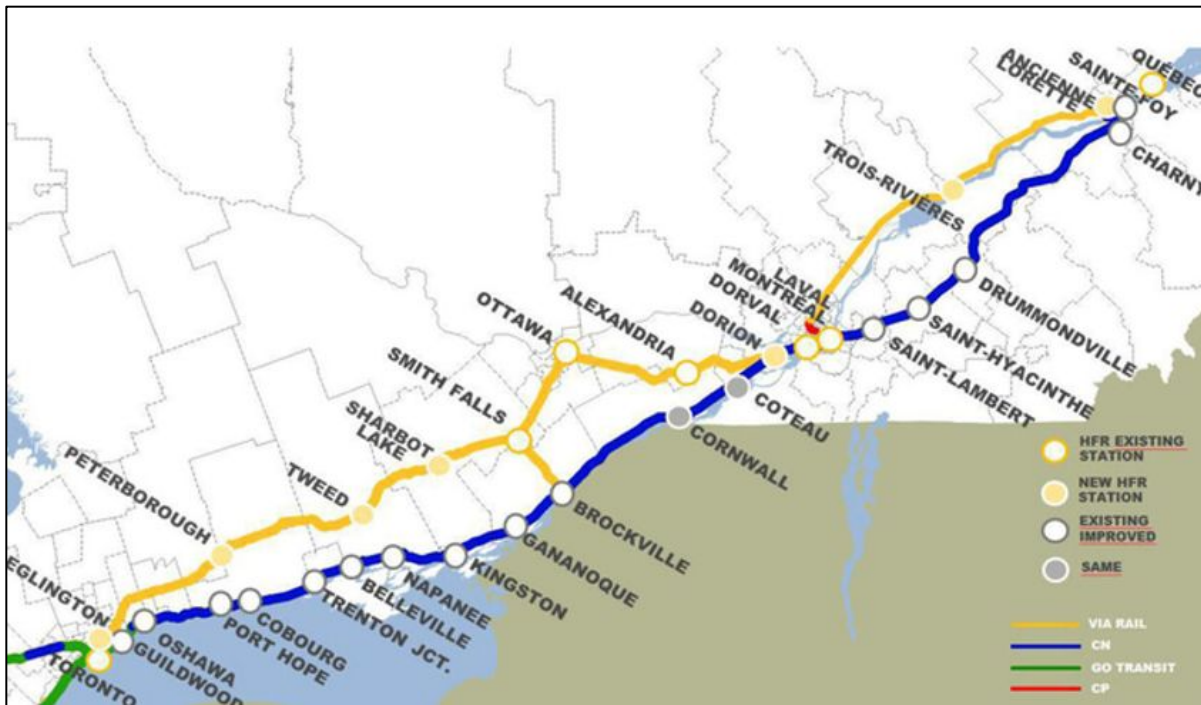 QUÉBEC
SAINTE-FOY
ANCIENNE
LORETTE
CHARNY
TROIS-RIVIÈRES
DRUMMONDVILLE
SAINT-HYACINTHE
SAINT-LAMBERT
LAVAL
MONTRÉAL
DORVAL
DORION
COTEAU
CORNWALL
ALEXANDRIA
OTTAWA
SMITH FALLS
SHARBOT
LAKE
TWEED
PETERBOROUGH
EGLINGTON
TORONTO
GUILDWOOD
OSHAWA
PORT HOPE
COBOURG
TRENTON JCT.
BELLEVILLE
NAPANEE
KINGSTON
GANANOQUE
BROCKVILLE
HFR EXISTING
STATION
NEW HFR
STATION
EXISTING
IMPROVED
SAME
VIA RAIL
CN
GO TRANSIT
CP